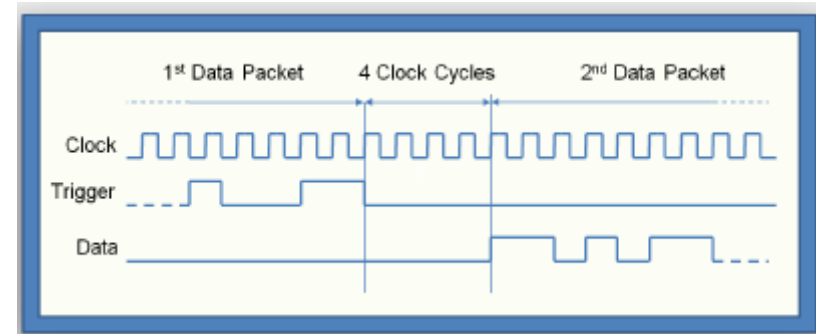 1st Data Packet 4 Clock Cycles 2nd Data Packet
Clock
Trigger
Data